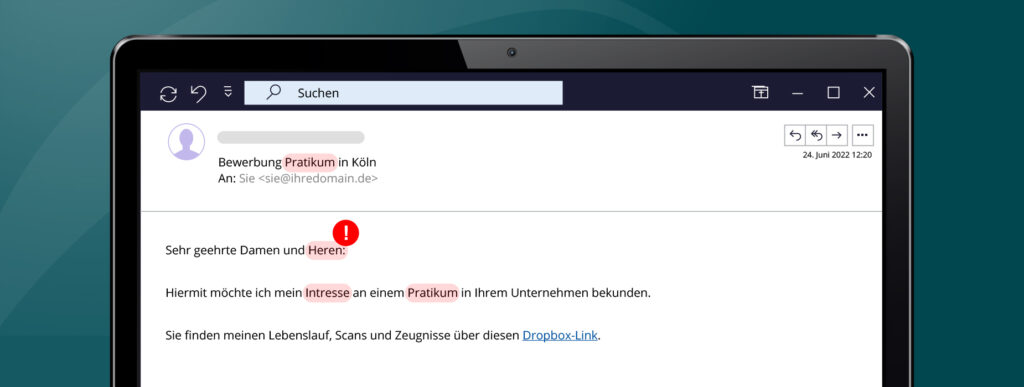 Suchen
Bewerbung Pratikum in Köln
An: Sie <sie@ihredomain.de>
24. Juni 2022 12:20
!
Sehr geehrte Damen und Heren:
Hiermit möchte ich mein Intresse an einem Pratikum in Ihrem Unternehmen bekunden.
Sie finden meinen Lebenslauf, Scans und Zeugnisse über diesen Dropbox-Link.